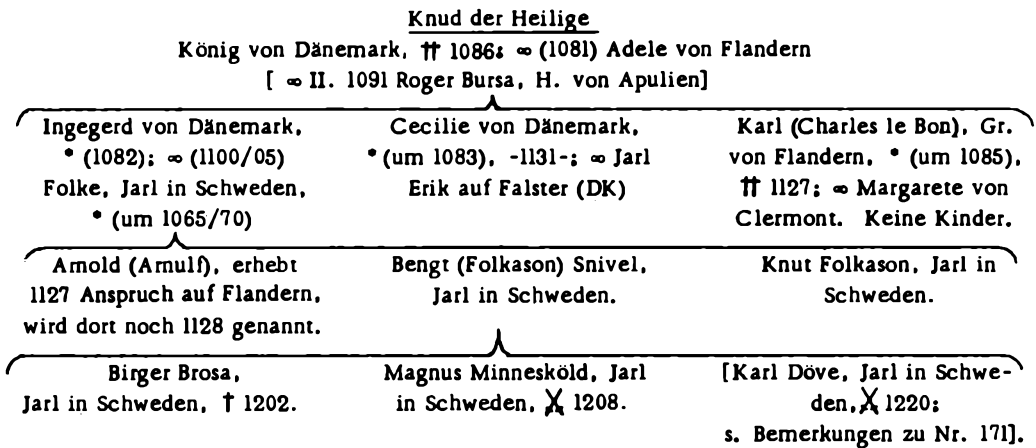 Knud der Heilige
König von Dänemark, †† 1086: ∞ (1081) Adele von Flandern
[ ∞ II. 1091 Roger Bursa, H. von Apulien]
Ingegerd von Dänemark,
* (1082); ∞ (1100/05)
Folke, Jarl in Schweden,
* (um 1065/70)
Cecilie von Dänemark,
* (um 1083), -1131-; ∞ Jarl
Erik auf Falster (DK)
Karl (Charles le Bon), Gr.
von Flandern, * (um 1085),
†† 1127; ∞ Margarete von
Clermont. Keine Kinder.
Arnold (Arnulf), erhebt
1127 Anspruch auf Flandern,
wird dort noch 1128 genannt.
Bengt (Folkason) Snivel,
Jarl in Schweden.
Knut Folkason, Jarl in
Schweden.
Birger Brosa,
Jarl in Schweden, † 1202.
Magnus Minnesköld, Jarl
in Schweden, ⚔ 1208.
[Karl Döve, Jarl in Schwe-
den, ⚔ 1220;
s. Bemerkungen zu Nr. 171].